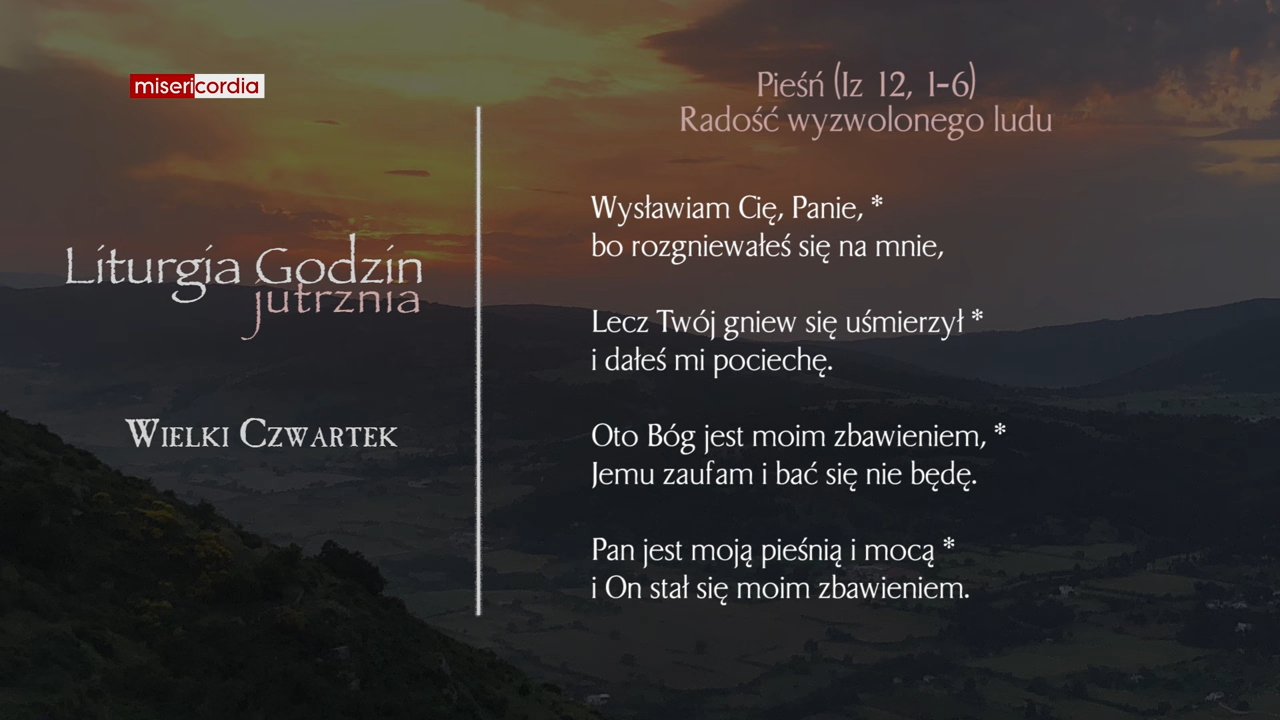 misericordia
Liturgia Godzin
jutrznia
Wielki Czwartek
Pieśń (Iz 12, 1-6)
Radość wyzwolonego ludu
Wysławiam Cię, Panie, *
bo rozgniewałeś się na mnie,
Lecz Twój gniew się uśmierzył *
i dałeś mi pociechę.
Oto Bóg jest moim zbawieniem, *
Jemu zaufam i bać się nie będę.
Pan jest moją pieśnią i mocą *
i On stał się moim zbawieniem.